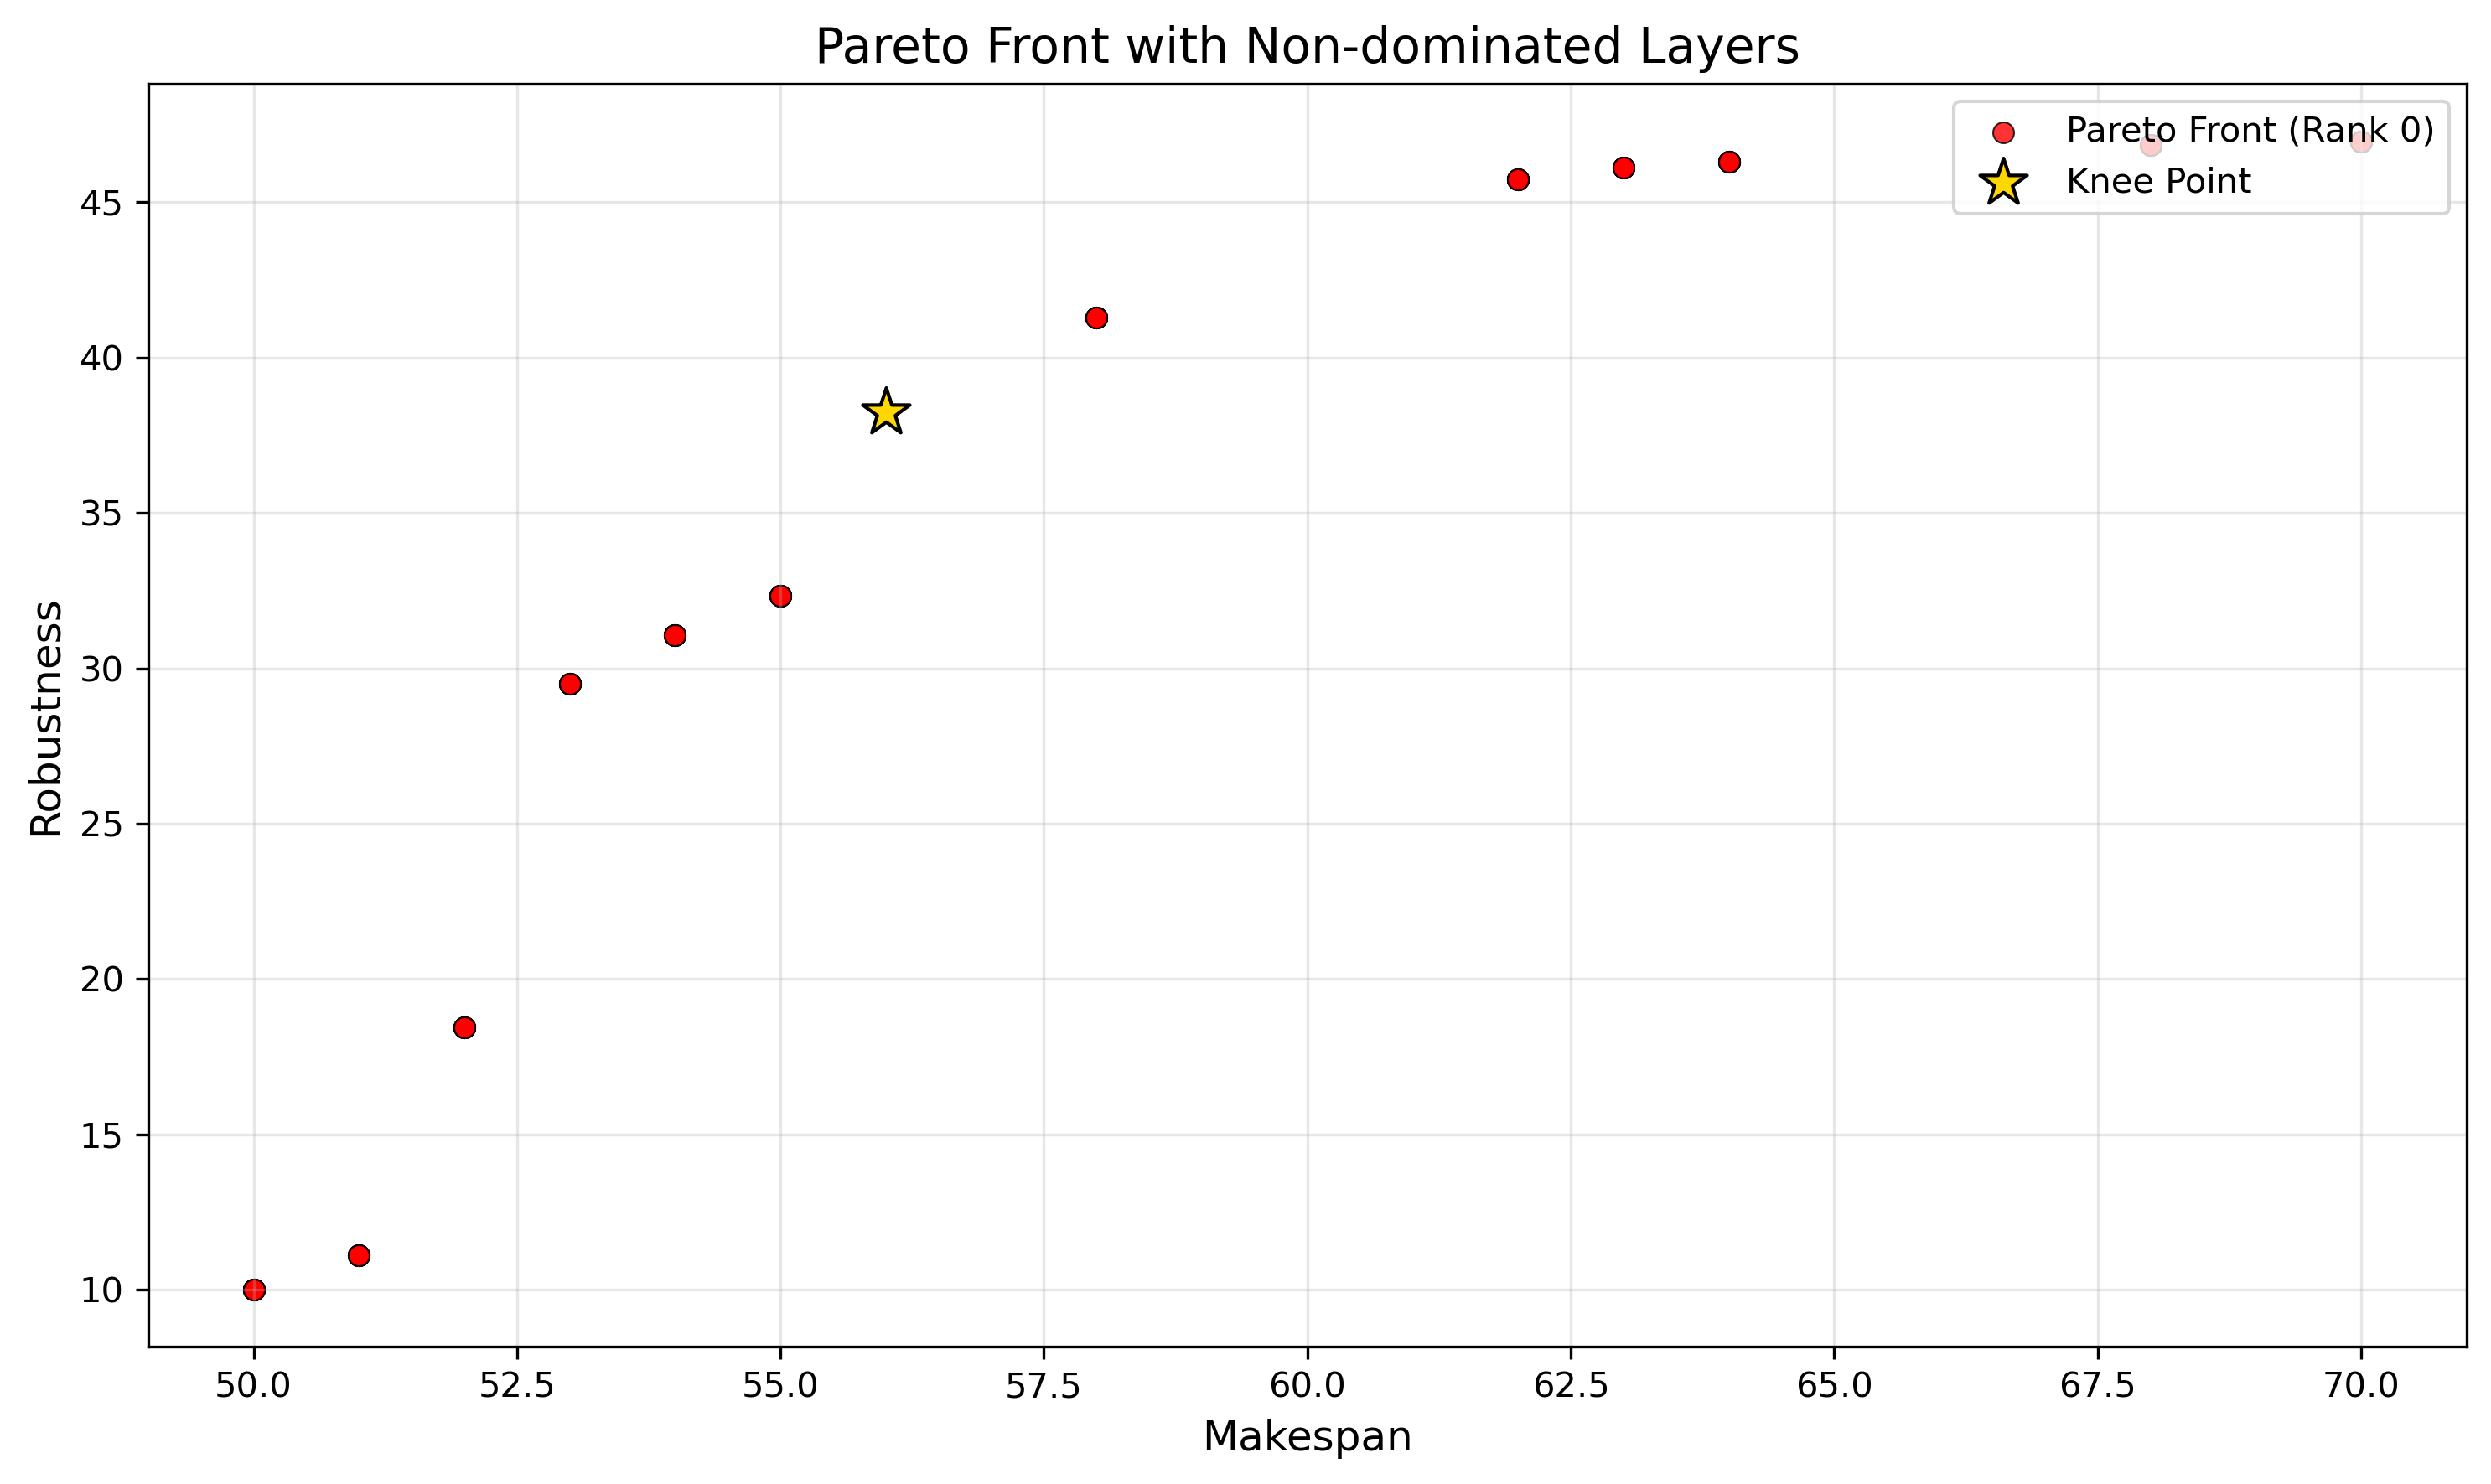 Pareto Front with Non-dominated Layers
Pareto Front (Rank 0)
Knee Point
Robustness
45
40
35
30
25
20
15
10
50.0 52.5 55.0 57.5 60.0 62.5 65.0 67.5 70.0
Makespan